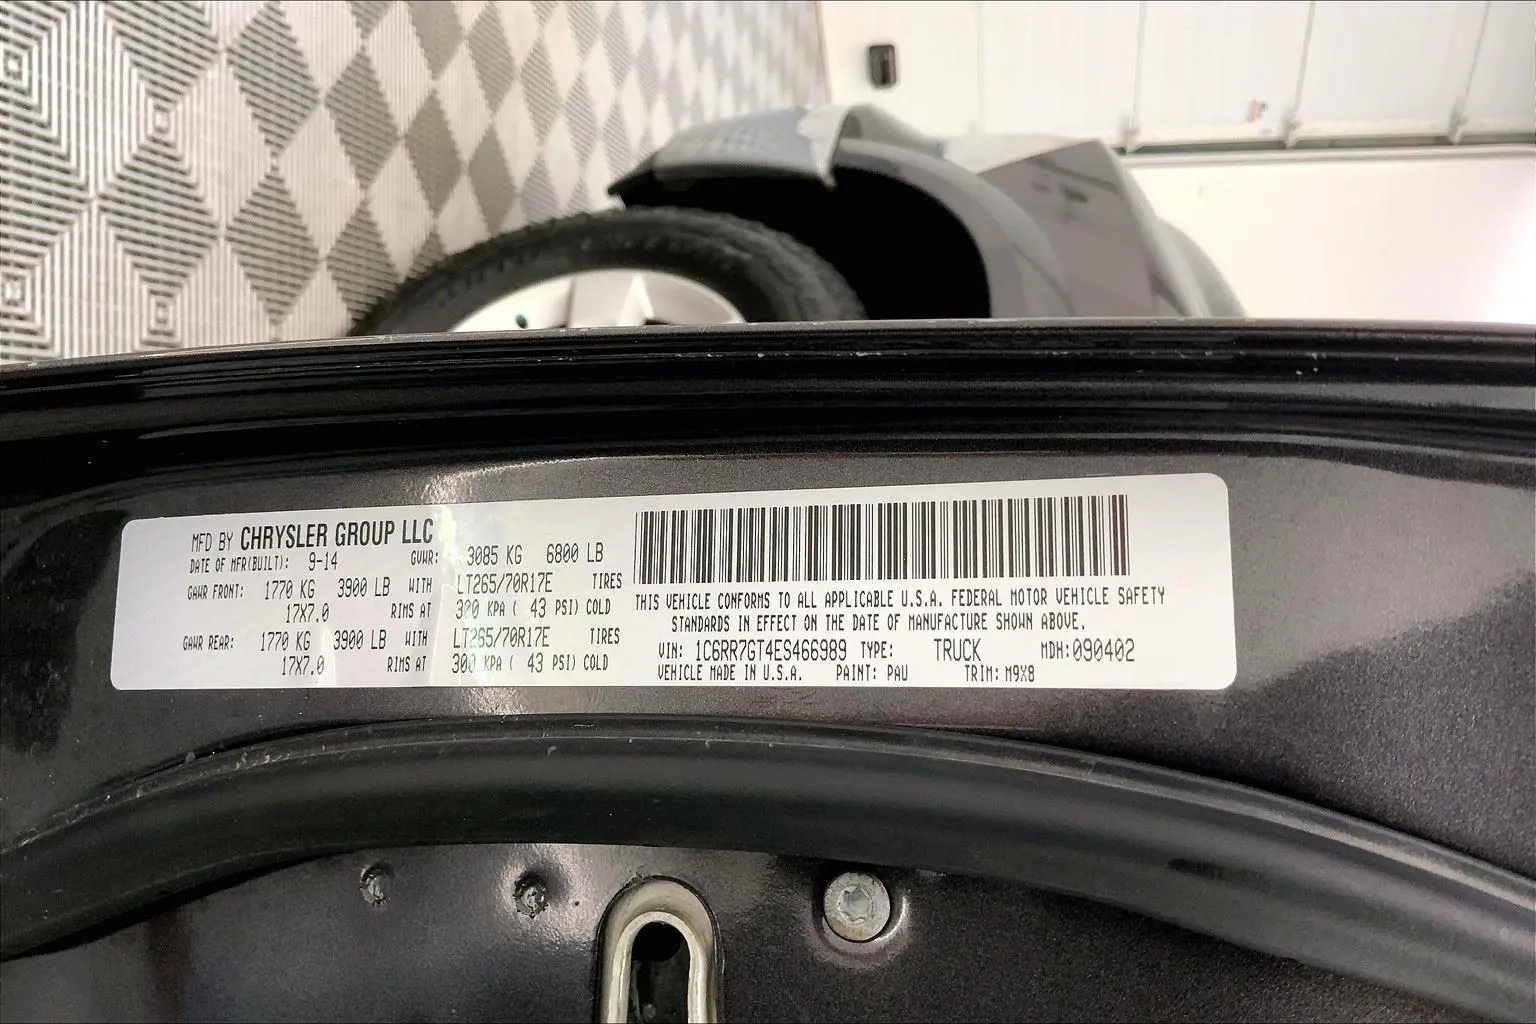 MFD BY CHRYSLER GROUP LLC
DATE OF MFR(BUILT): 9-14 GVWR: 3085 KG 6800 LB
GAWR FRONT: 1770 KG 3900 LB WITH LT265/70R17E TIRES
17X7.0 RIMS AT 300 KPA ( 43 PSI) COLD
GAWR REAR: 1770 KG 3900 LB WITH LT265/70R17E TIRES
17X7.0 RIMS AT 300 KPA ( 43 PSI) COLD
THIS VEHICLE CONFORMS TO ALL APPLICABLE U.S.A. FEDERAL MOTOR VEHICLE SAFETY
STANDARDS IN EFFECT ON THE DATE OF MANUFACTURE SHOWN ABOVE.
VIN: 1C6RR7GT4ES466989 TYPE: TRUCK MDH:090402
VEHICLE MADE IN U.S.A. PAINT: PAU TRIM: M9X8